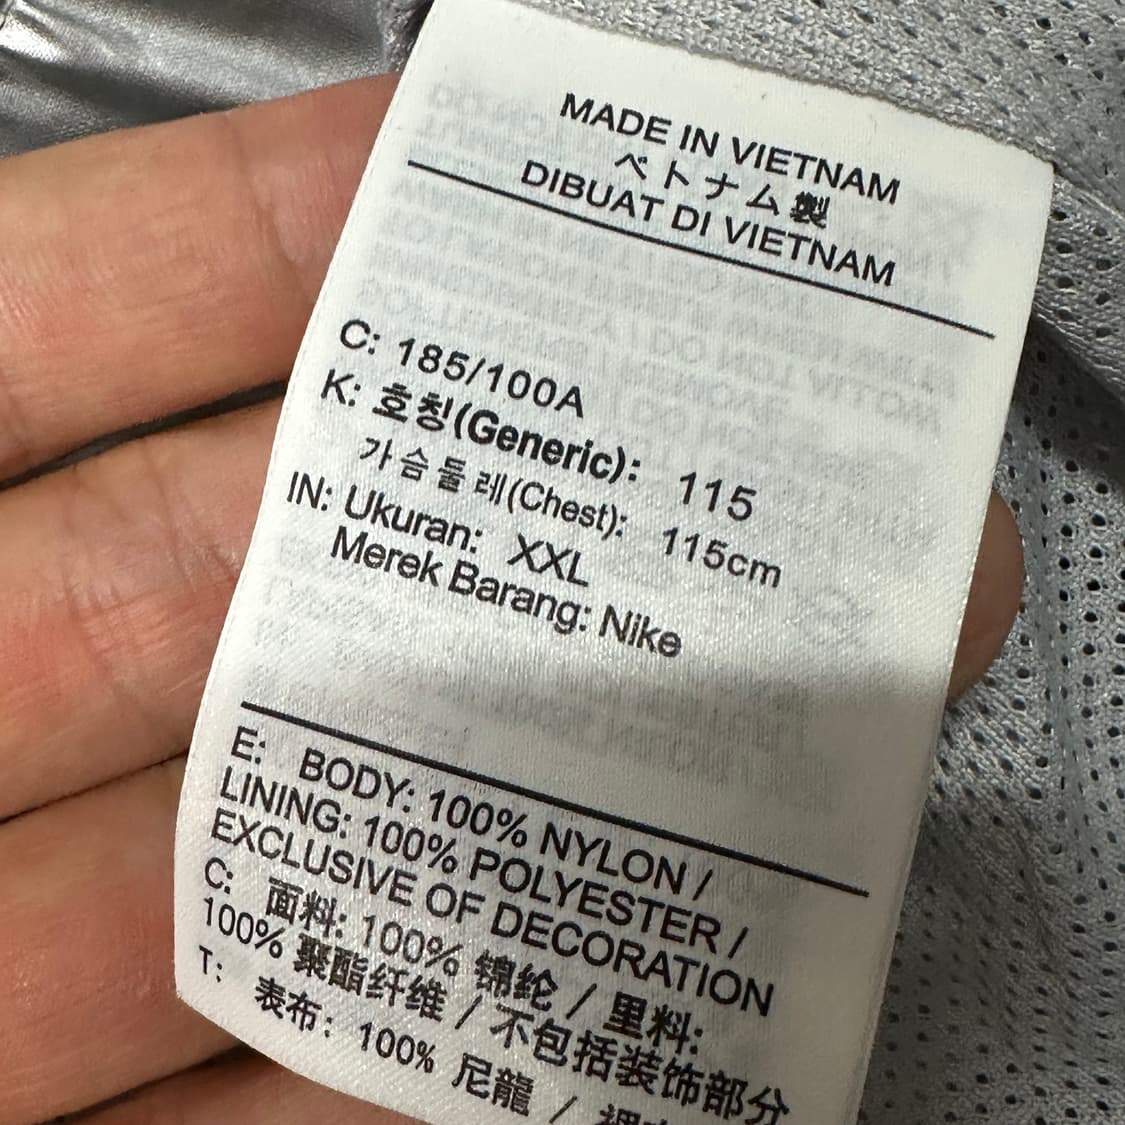 MADE IN VIETNAM
ベトナム製
DIBUAT DI VIETNAM
C: 185/100A
K: 호칭(Generic): 115
가슴둘레(Chest): 115cm
IN: Ukuran: XXL
Merek Barang: Nike
E: BODY: 100% NYLON /
LINING: 100% POLYESTER /
EXCLUSIVE OF DECORATION
C: 面料: 100% 锦纶 / 里料:
100% 聚酯纤维 / 不包括装饰部分
T: 表布: 100% 尼龍 /